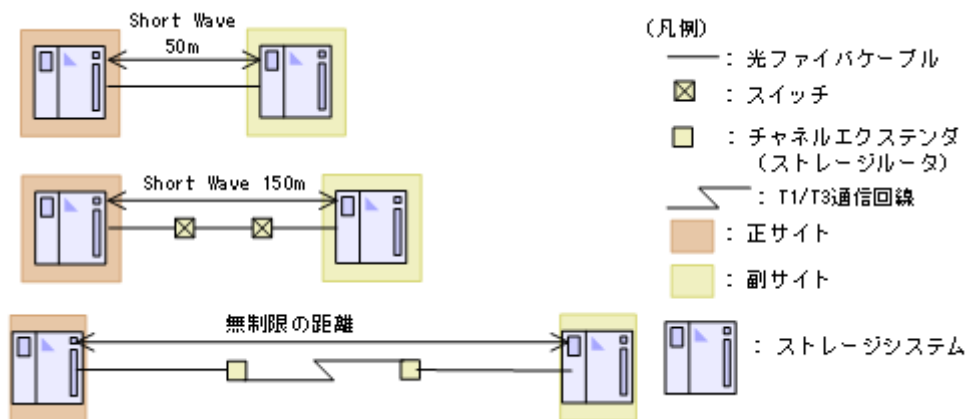 Short Wave
50m
Short Wave 150m
無制限の距離
(凡例)
：光ファイバケーブル
：スイッチ
：チャネルエクステンダ
(ストレージルータ)
：T1/T3通信回線
：正サイト
：副サイト
：ストレージシステム